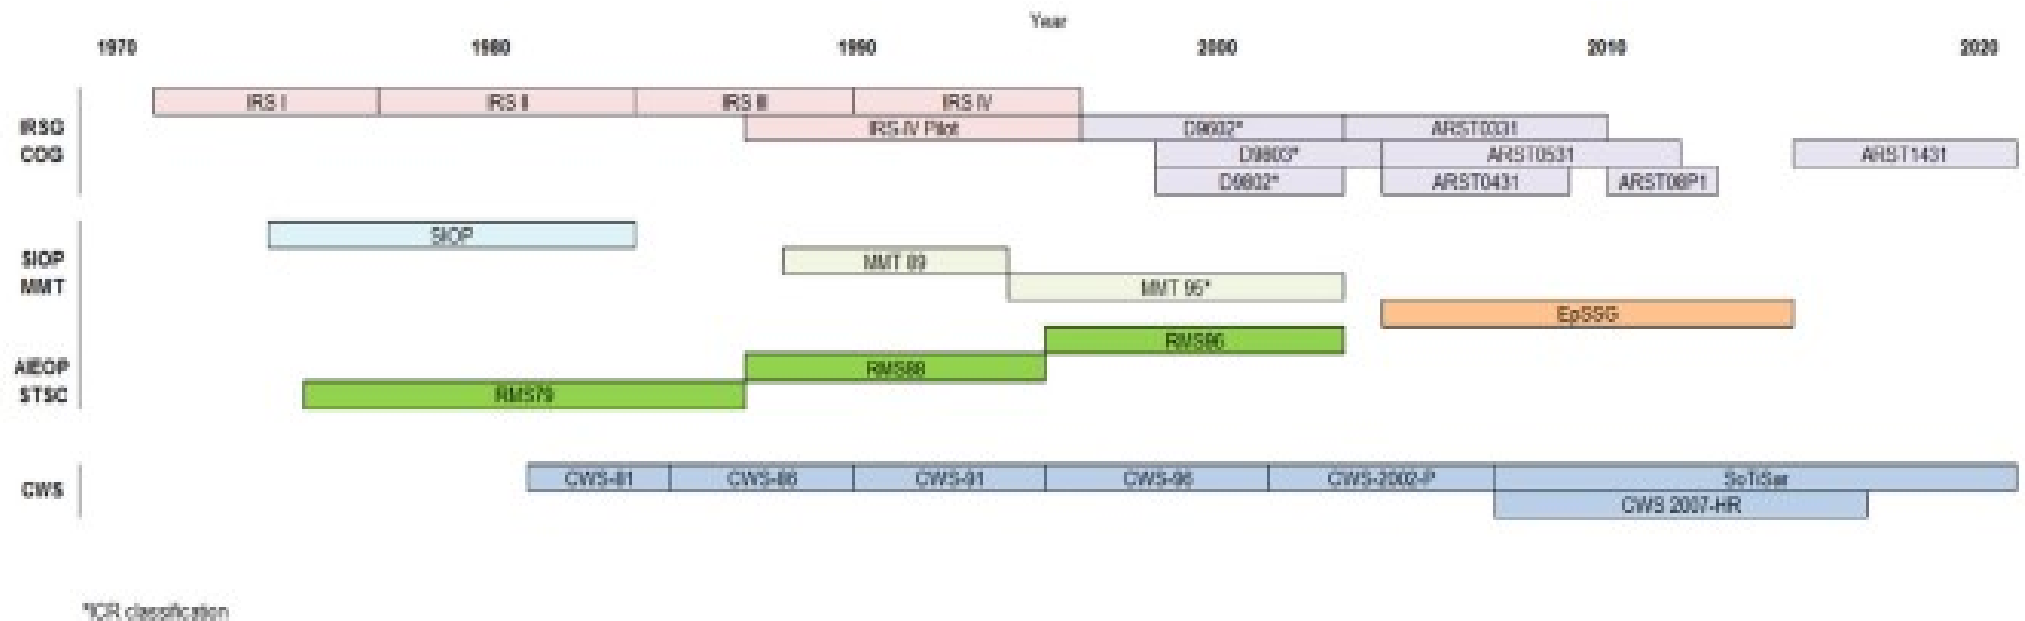 Year
1970 1980 1990 2000 2010 2020
IRS I IRS II IRS III IRS IV
IRSG IRS-IV Pilot D9602* ARST0331
COG D9803* ARST0531 ARST1431
D9802* ARST0431 ARST08P1
SIOP
SIOP MMT 89
MMT MMT 95*
EpSSG
RMS96
AIEOP RMS88
STSC RMS79
CWS-81 CWS-86 CWS-91 CWS-96 CWS-2002-P SoTiSar
CWS CWS 2007-HR
*ICR classification